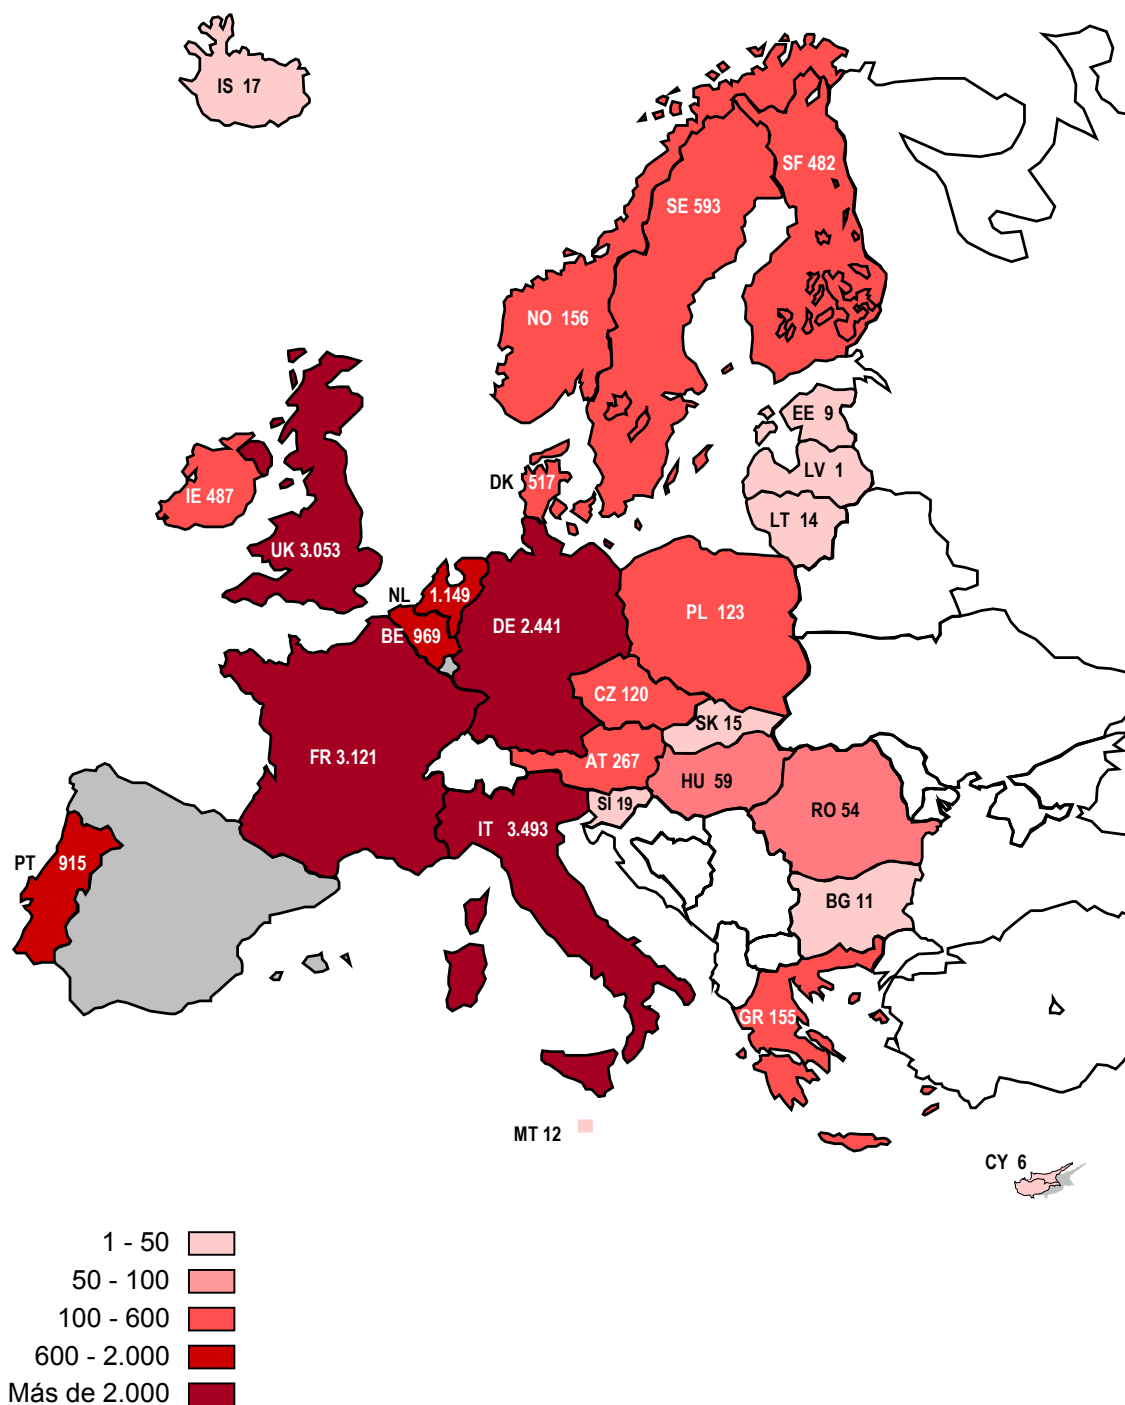 IS 17
SF 482
SE 593
NO 156
EE 9
LV 1
LT 14
DK 517
IE 487
UK 3.053
NL 1.149
BE 969
DE 2.441
PL 123
CZ 120
SK 15
FR 3.121
AT 267
HU 59
SI 19
RO 54
IT 3.493
PT 915
BG 11
GR 155
MT 12
CY 6
1 - 50
50 - 100
100 - 600
600 - 2.000
Más de 2.000